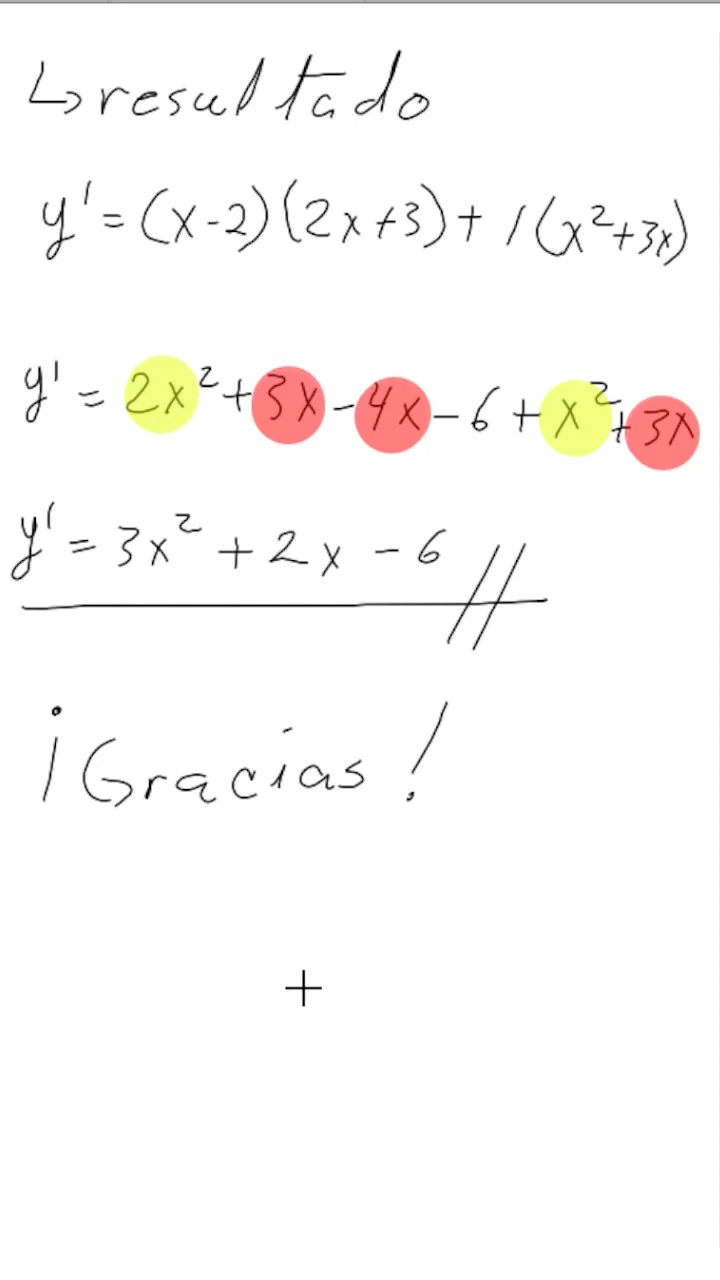 ↳resultado
y'=(x-2)(2x+3)+1(x²+3x)
y'=2x²+3x-4x-6+x²+3x
y'=3x²+2x-6//
¡Gracias!